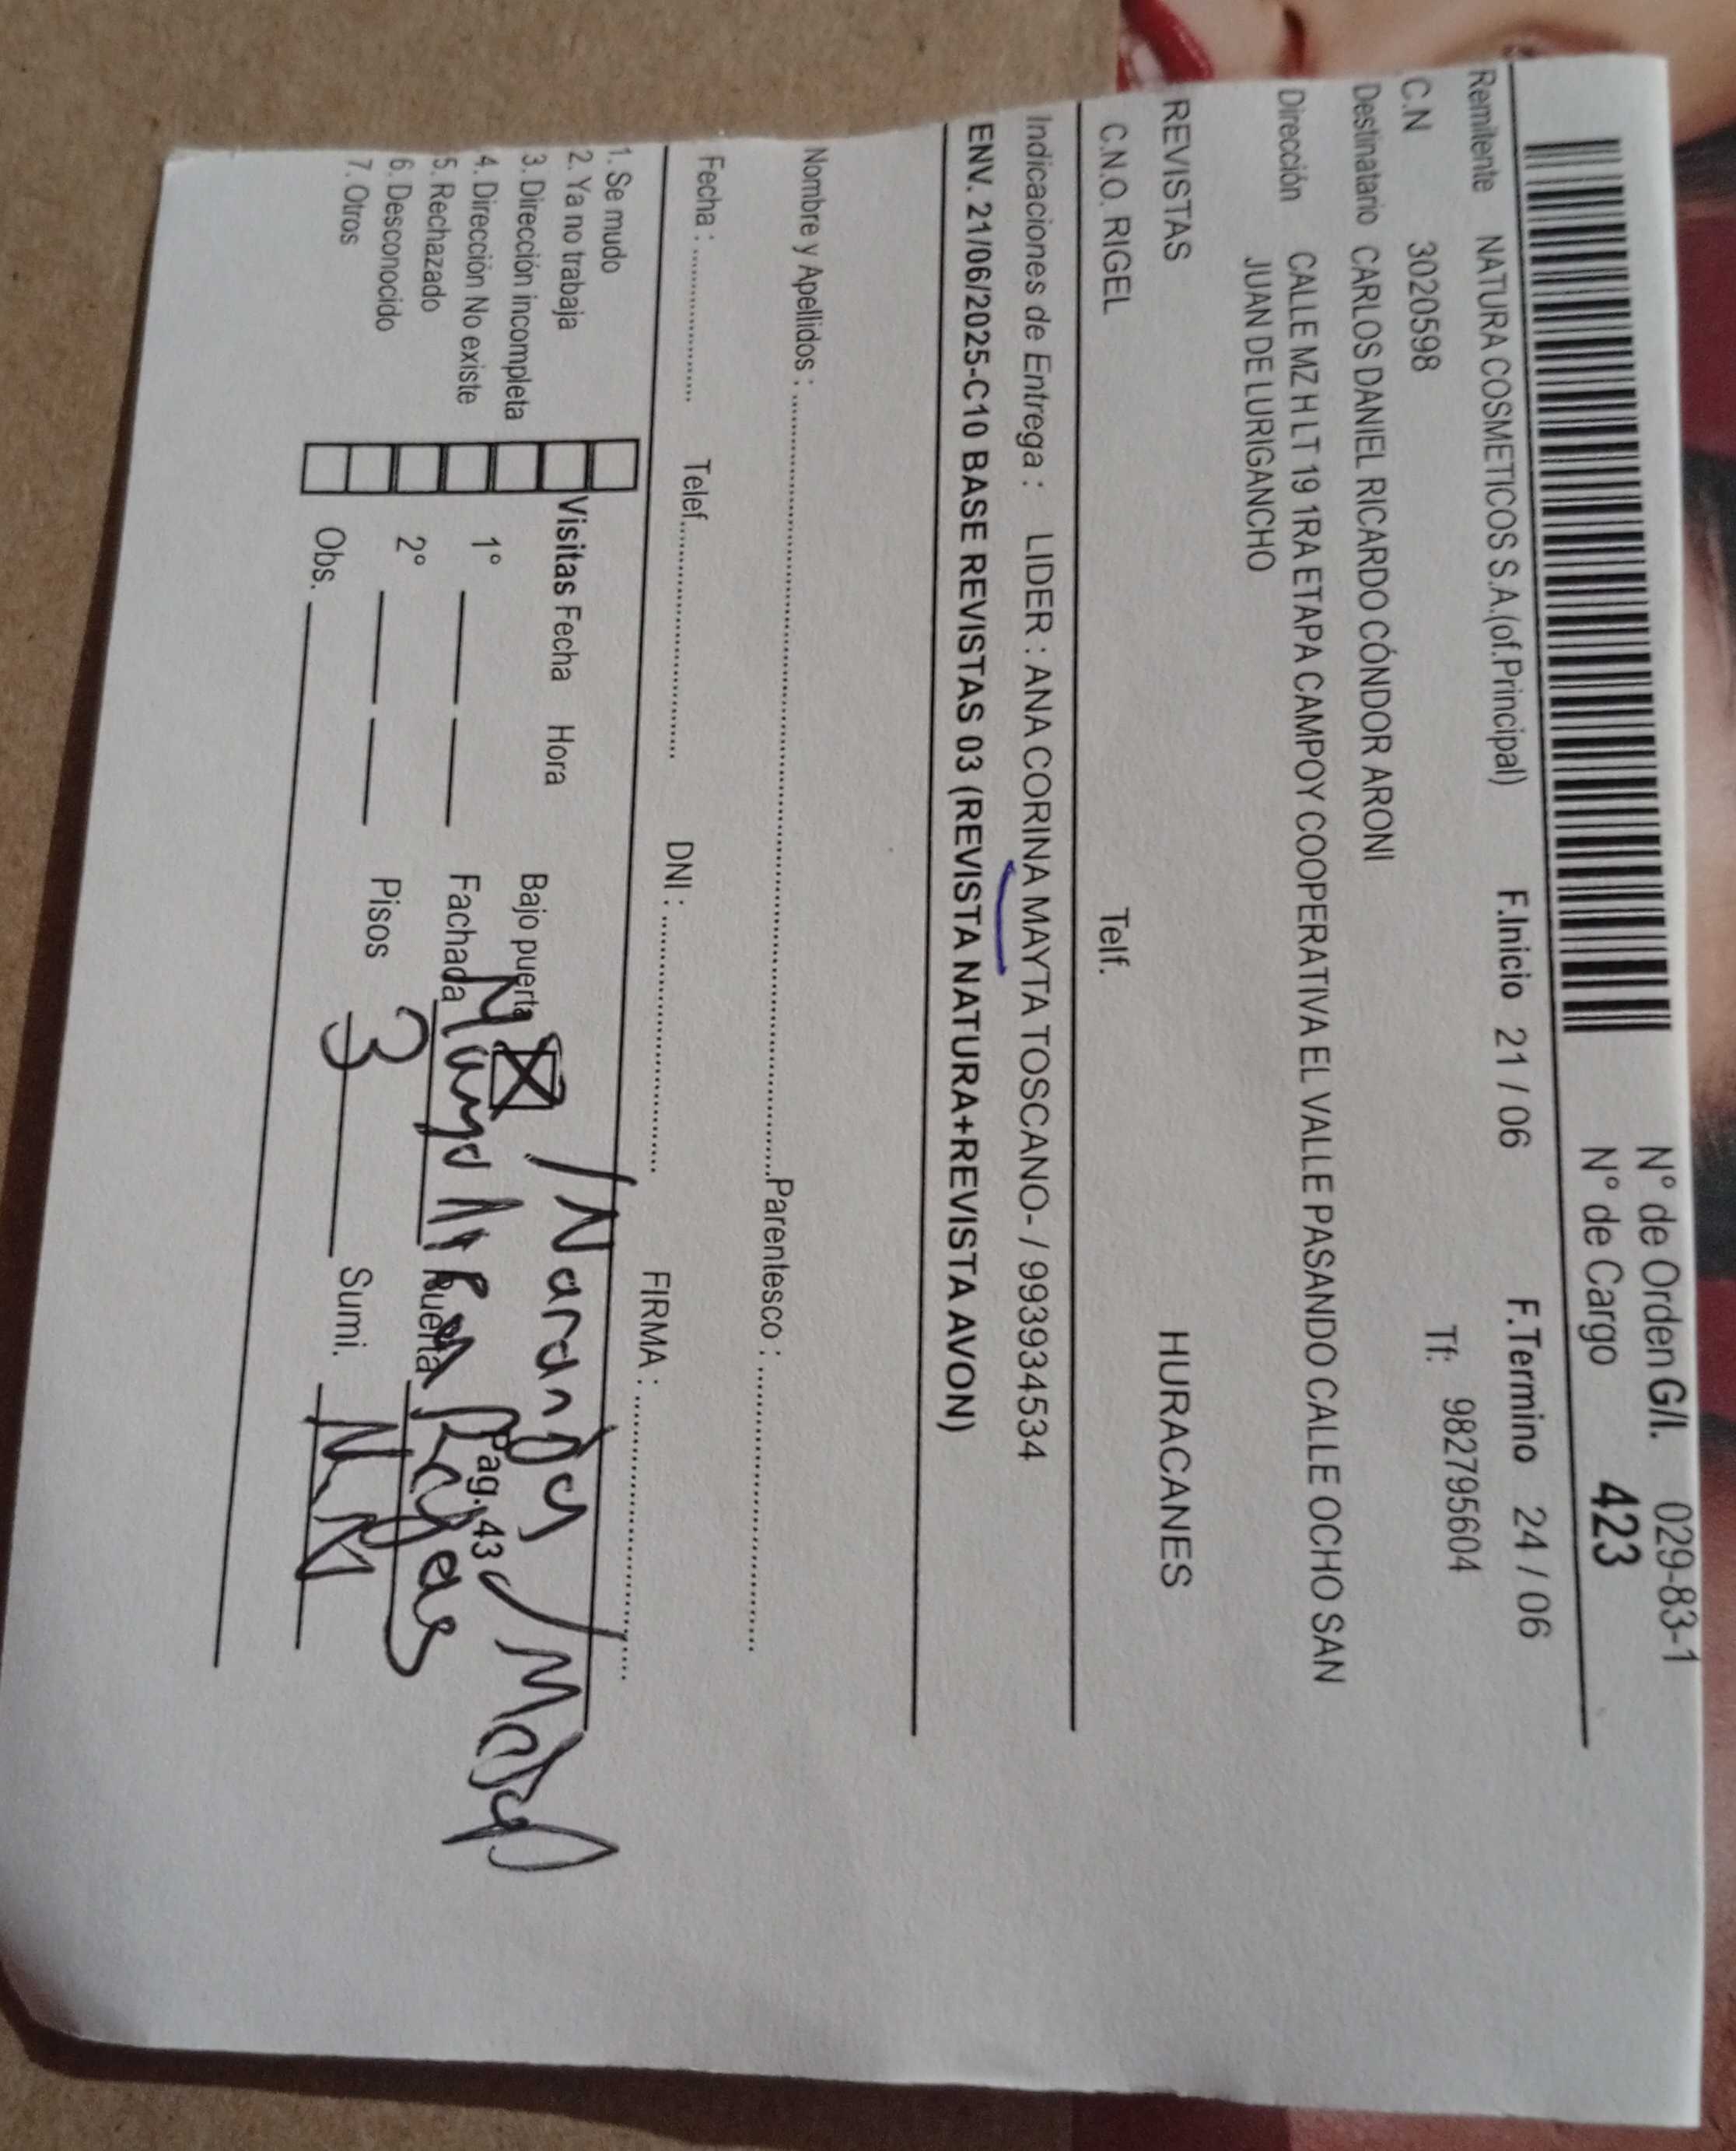 N° de Orden G/I. 029-83-1
N° de Cargo 423
Remitente NATURA COSMETICOS S.A.(of.Principal) F.Inicio 21 / 06 F.Termino 24 / 06
C.N 3020598 Tf: 982795604
Destinatario CARLOS DANIEL RICARDO CÓNDOR ARONI
Dirección CALLE MZ H LT 19 1RA ETAPA CAMPOY COOPERATIVA EL VALLE PASANDO CALLE OCHO SAN
JUAN DE LURIGANCHO
REVISTAS HURACANES
C.N.O. RIGEL Telf.
Indicaciones de Entrega : LIDER : ANA CORINA MAYTA TOSCANO- / 993934534
ENV. 21/06/2025-C10 BASE REVISTAS 03 (REVISTA NATURA+REVISTA AVON)
Nombre y Apellidos : Parentesco :
Fecha : Telef. DNI : FIRMA :
1. Se mudo
2. Ya no trabaja Visitas Fecha Hora Bajo puerta X / Naranja / Madera
3. Dirección incompleta
4. Dirección No existe 1° Fachada Puerta Rejas Pag. 43
5. Rechazado
6. Desconocido 2° Pisos 3 Sumi.
7. Otros Obs.